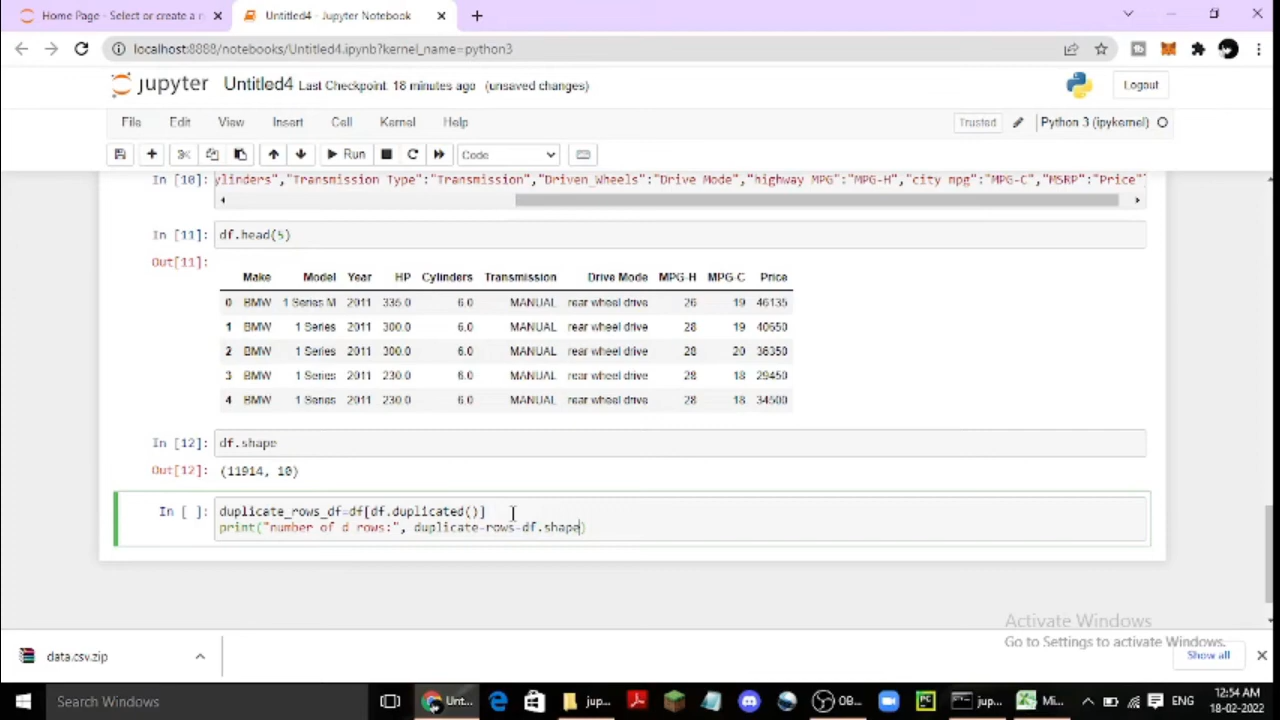 Home Page - Select or create a n
Untitled4 - Jupyter Notebook
localhost:8888/notebooks/Untitled4.ipynb?kernel_name=python3
jupyter Untitled4 Last Checkpoint: 18 minutes ago (unsaved changes)
Logout
File Edit View Insert Cell Kernel Help
Trusted
Python 3 (ipykernel)
Run
Code
In [10]: ylinders","Transmission Type":"Transmission","Driven_Wheels":"Drive Mode","highway MPG":"MPG-H","city mpg":"MPG-C","MSRP":"Price"
In [11]: df.head(5)
Out[11]:
Make Model Year HP Cylinders Transmission Drive Mode MPG-H MPG-C Price
0 BMW 1 Series M 2011 335.0 6.0 MANUAL rear wheel drive 26 19 46135
1 BMW 1 Series 2011 300.0 6.0 MANUAL rear wheel drive 28 19 40650
2 BMW 1 Series 2011 300.0 6.0 MANUAL rear wheel drive 28 20 36350
3 BMW 1 Series 2011 230.0 6.0 MANUAL rear wheel drive 28 18 29450
4 BMW 1 Series 2011 230.0 6.0 MANUAL rear wheel drive 28 18 34500
In [12]: df.shape
Out[12]: (11914, 10)
In [ ]: duplicate_rows_df=df[df.duplicated()]
print("number of d rows:", duplicate-rows-df.shape)
Activate Windows
Go to Settings to activate Windows.
data.csv.zip
Show all
Search Windows
Unt...
jup...
OB...
PC
jup...
Mi...
ENG
12:54 AM
18-02-2022